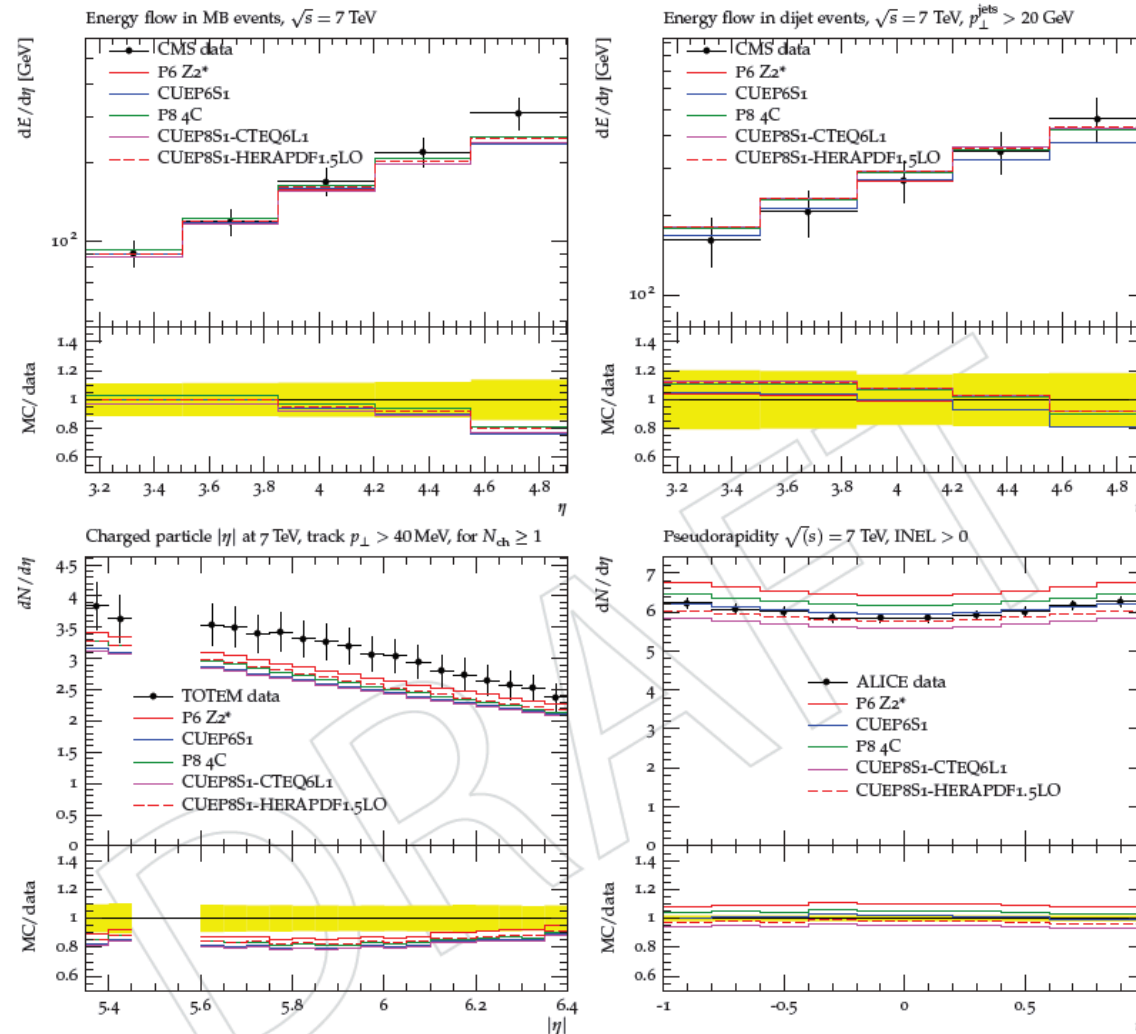 Energy flow in MB events, √s = 7 TeV
dE/dη [GeV]
CMS data
P6 Z2*
CUEP6S1
P8 4C
CUEP8S1-CTEQ6L1
CUEP8S1-HERAPDF1.5LO
10²
MC/data
1.4
1.2
1
0.8
0.6
3.2 3.4 3.6 3.8 4 4.2 4.4 4.6 4.8
η
Energy flow in dijet events, √s = 7 TeV, p⊥^jets > 20 GeV
dE/dη [GeV]
CMS data
P6 Z2*
CUEP6S1
P8 4C
CUEP8S1-CTEQ6L1
CUEP8S1-HERAPDF1.5LO
10²
MC/data
1.4
1.2
1
0.8
0.6
3.2 3.4 3.6 3.8 4 4.2 4.4 4.6 4.8
Charged particle |η| at 7 TeV, track p⊥ > 40 MeV, for Nch ≥ 1
dN/dη
4.5
4
3.5
3
2.5
2
1.5
1
0.5
0
TOTEM data
P6 Z2*
CUEP6S1
P8 4C
CUEP8S1-CTEQ6L1
CUEP8S1-HERAPDF1.5LO
MC/data
1.4
1.2
1
0.8
0.6
5.4 5.6 5.8 6 6.2 6.4
|η|
Pseudorapidity √(s) = 7 TeV, INEL > 0
dN/dη
7
6
5
4
3
2
1
0
ALICE data
P6 Z2*
CUEP6S1
P8 4C
CUEP8S1-CTEQ6L1
CUEP8S1-HERAPDF1.5LO
MC/data
1.4
1.2
1
0.8
0.6
-1 -0.5 0 0.5
DRAFT